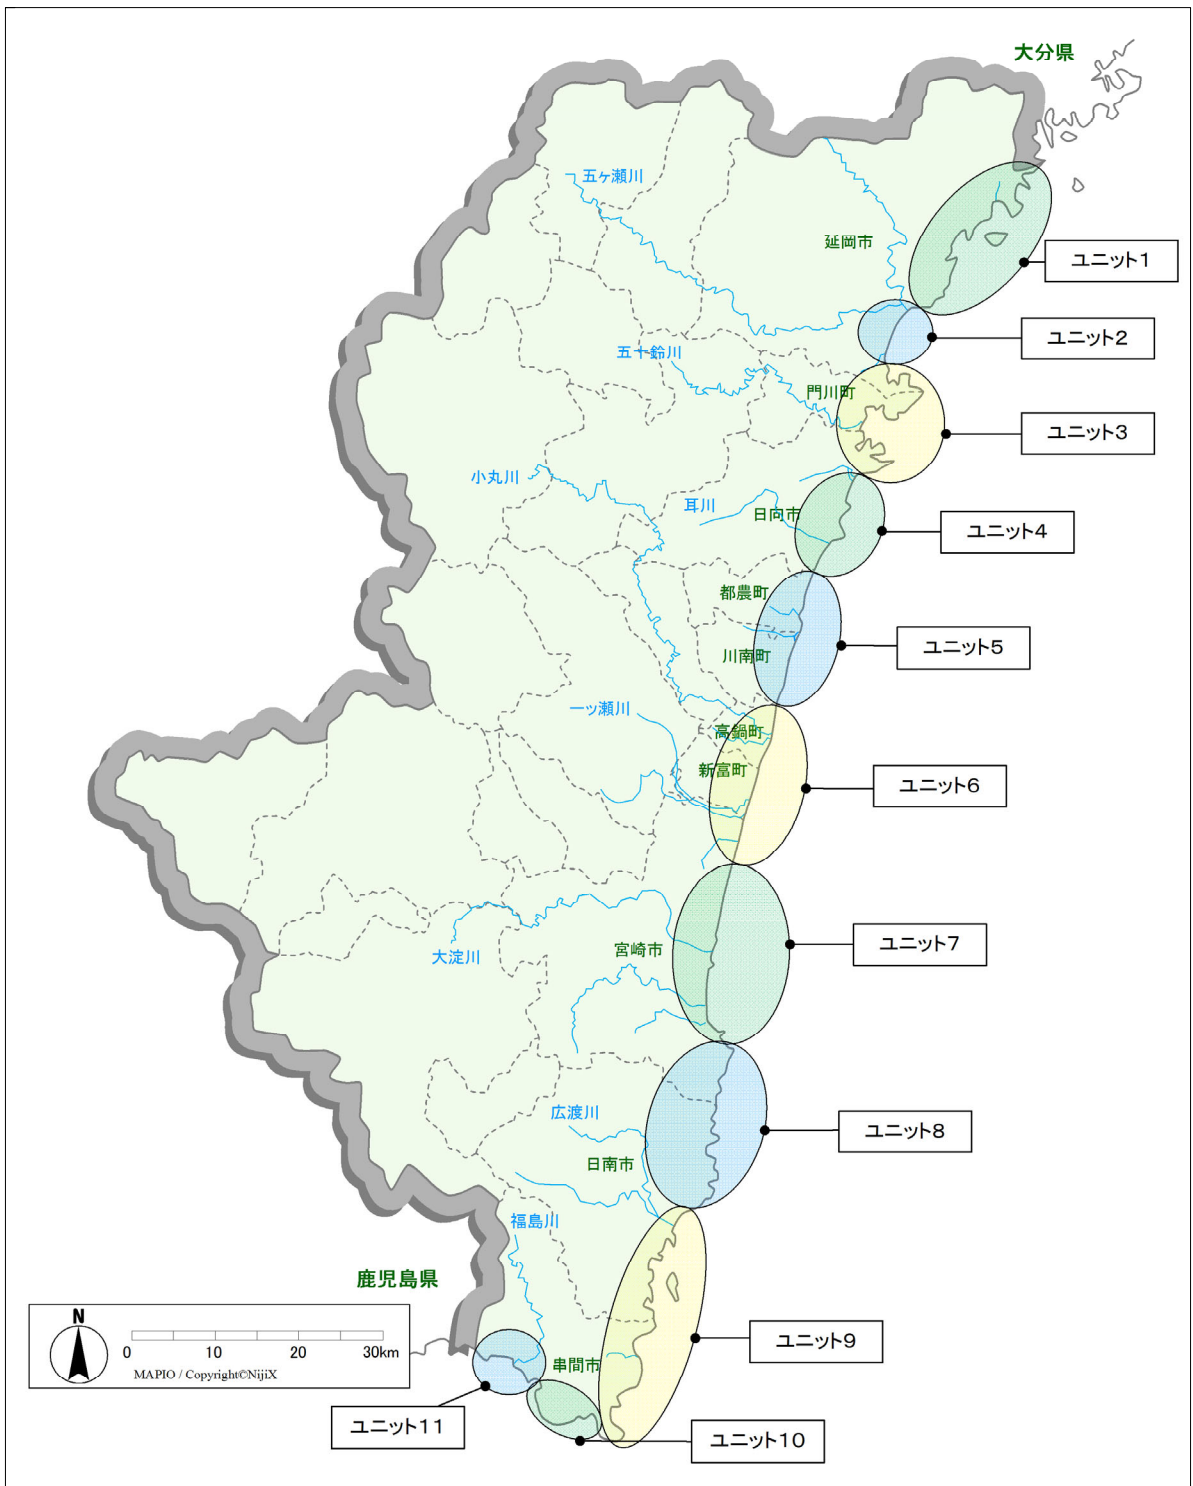 大分県
五ヶ瀬川
延岡市
ユニット1
ユニット2
五十鈴川
門川町
ユニット3
小丸川
耳川
日向市
ユニット4
都農町
川南町
ユニット5
一ッ瀬川
高鍋町
新富町
ユニット6
宮崎市
大淀川
ユニット7
広渡川
日南市
ユニット8
福島川
鹿児島県
N
0 10 20 30km
MAPIO / Copyright©NijiX
串間市
ユニット9
ユニット11
ユニット10